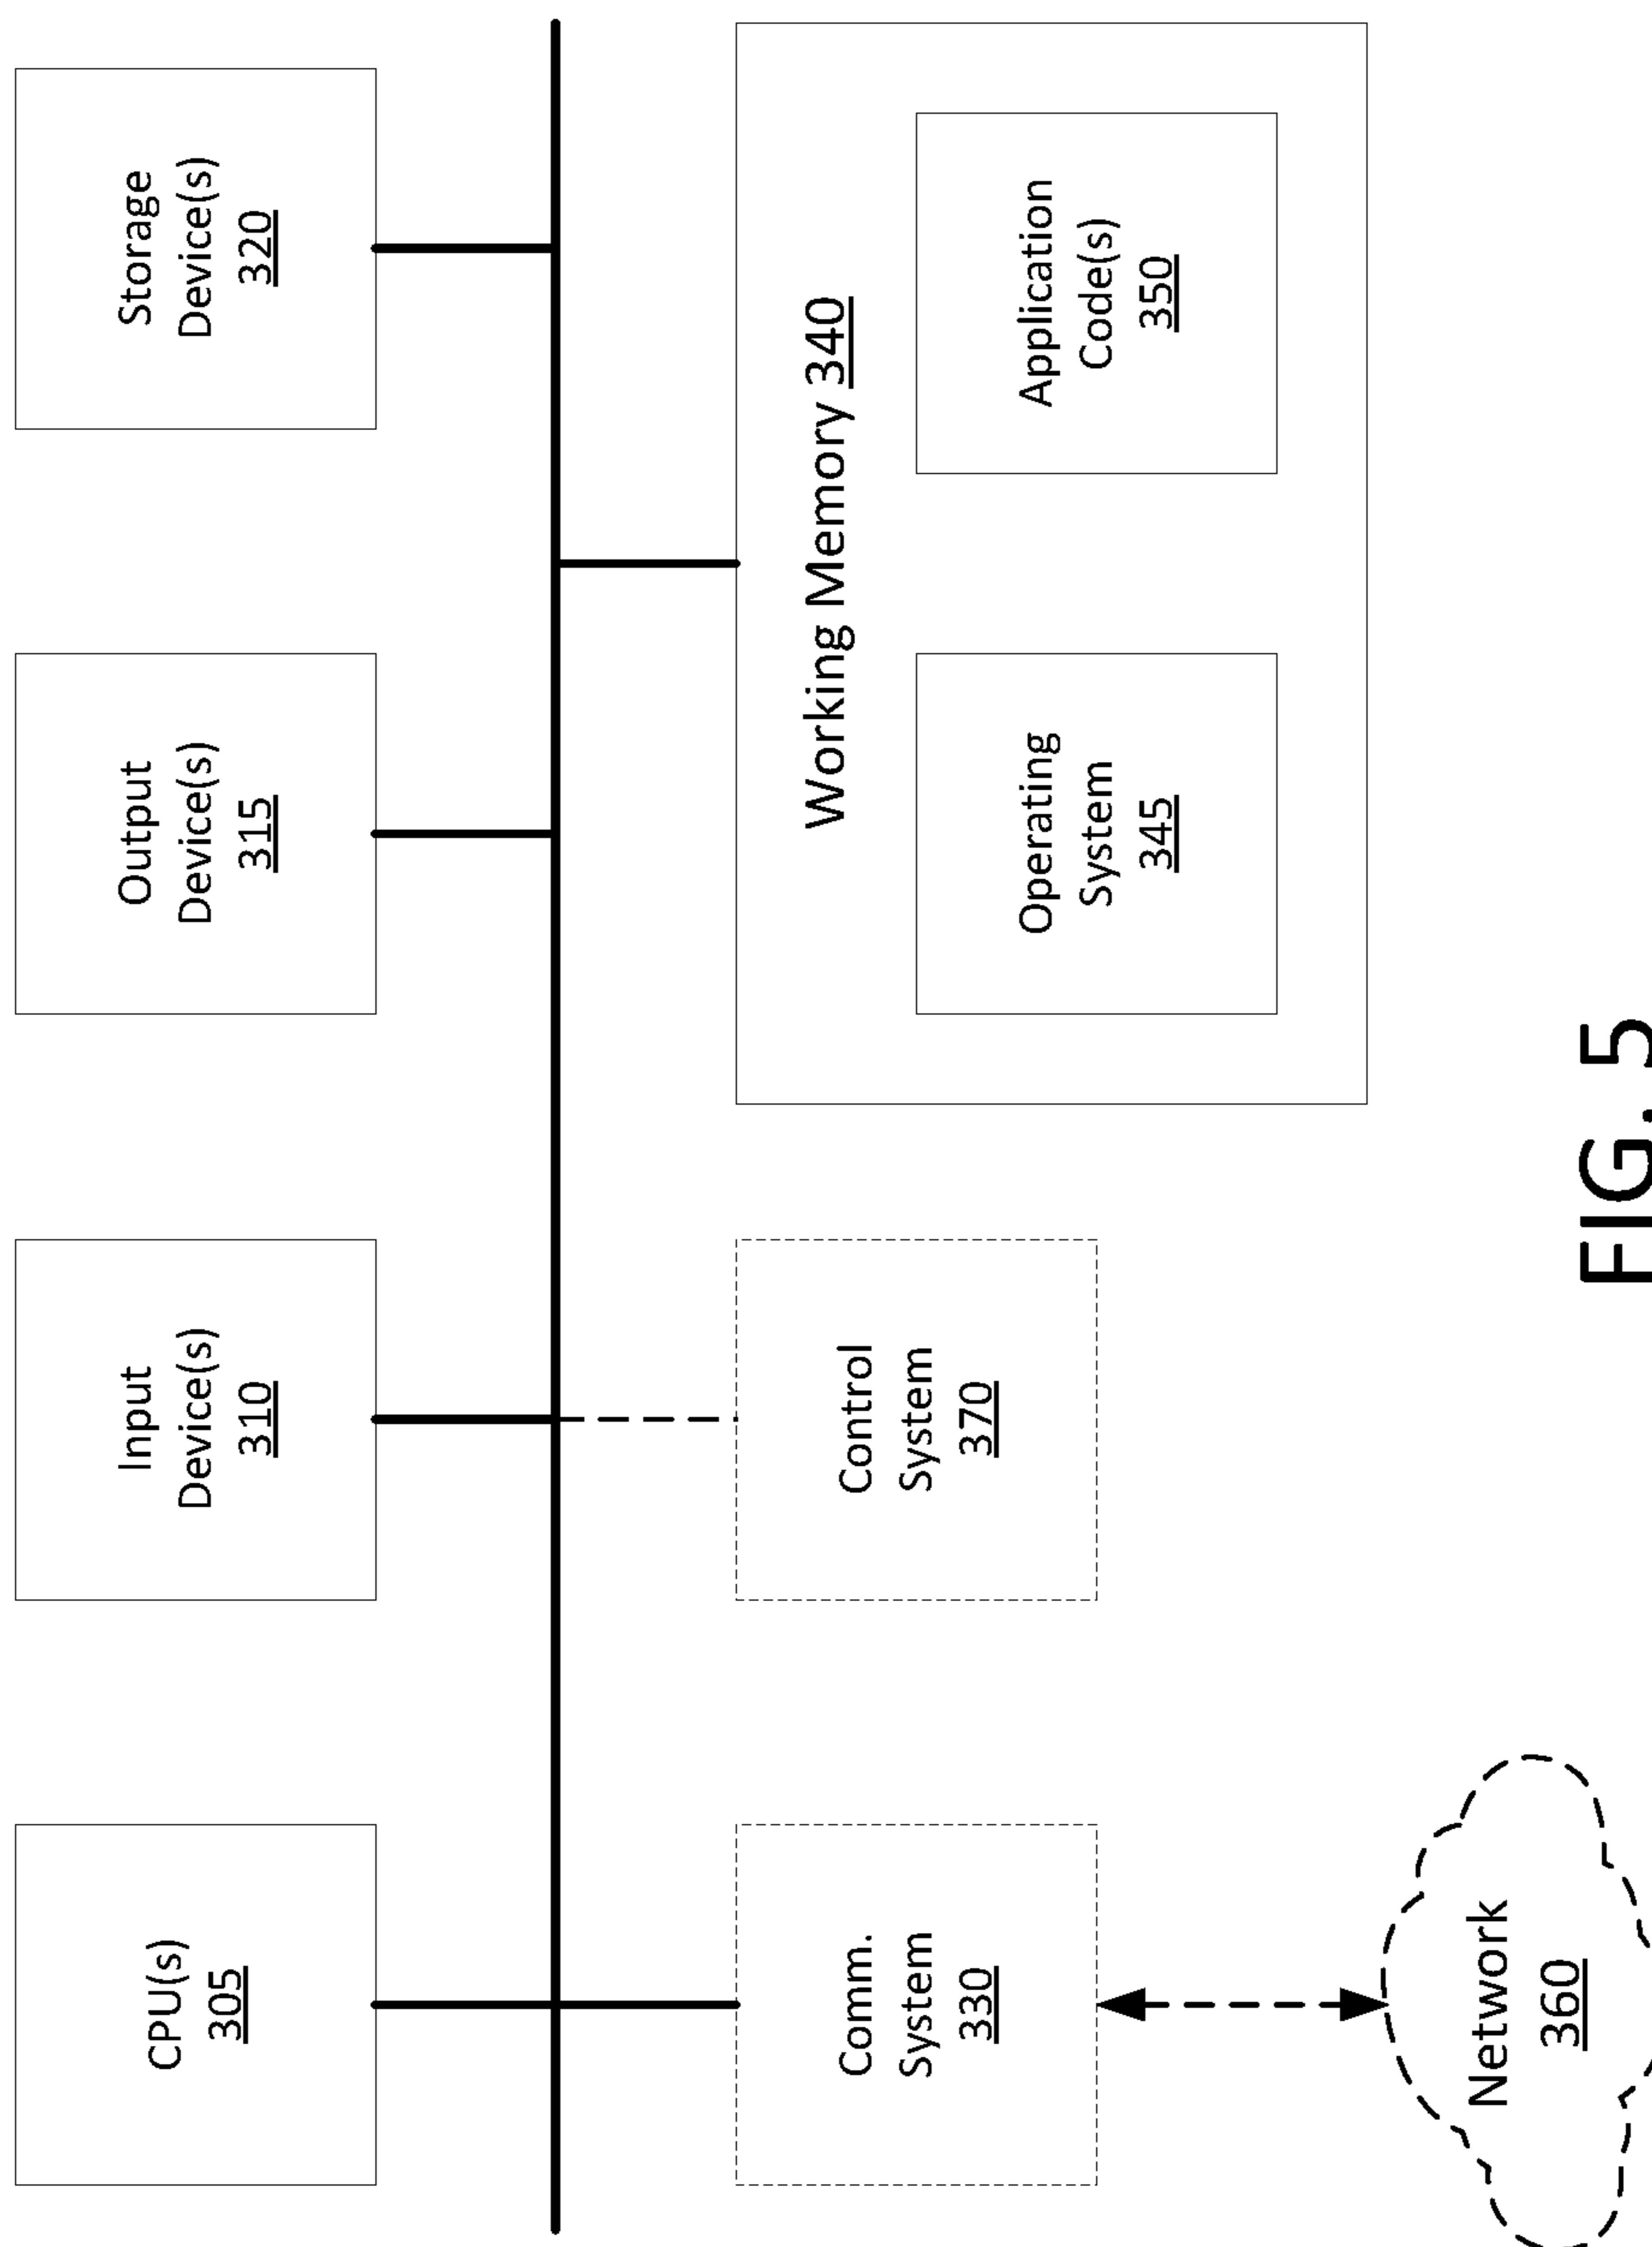 CPU(s)
305
Input
Device(s)
310
Output
Device(s)
315
Storage
Device(s)
320
Comm.
System
330
Control
System
370
Working Memory 340
Operating
System
345
Application
Code(s)
350
Network
360
FIG. 5